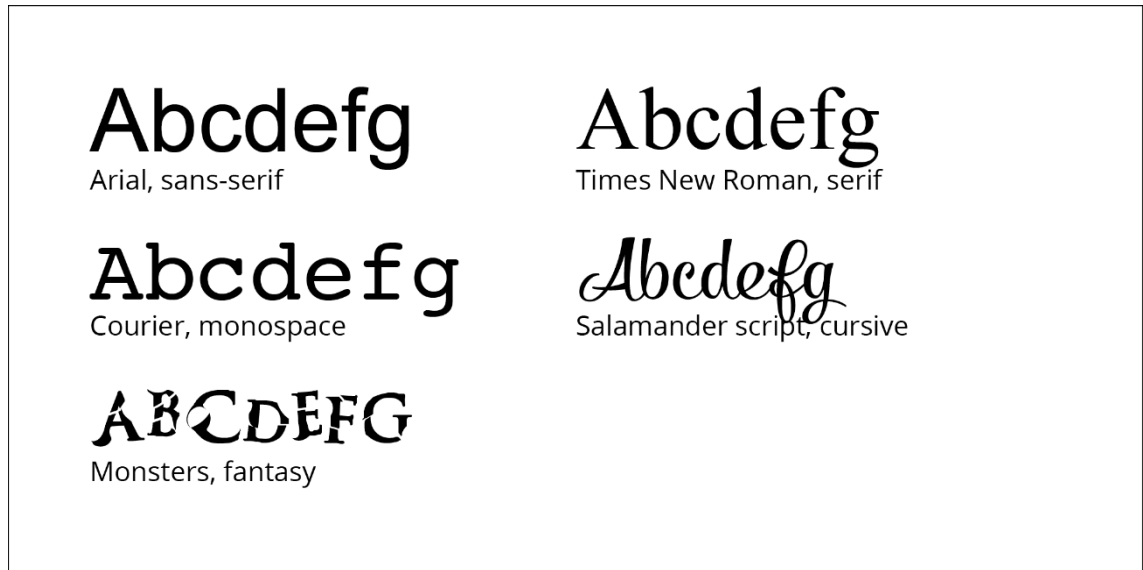 Abcdefg
Arial, sans-serif
Abcdefg
Times New Roman, serif
Abcdefg
Courier, monospace
Abcdefg
Salamander script, cursive
ABCDEFG
Monsters, fantasy